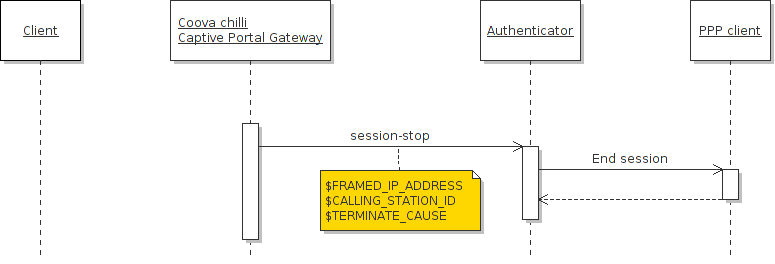 Client
Coova chilli
Captive Portal Gateway
Authenticator
PPP client
session-stop
End session
$FRAMED_IP_ADDRESS
$CALLING_STATION_ID
$TERMINATE_CAUSE